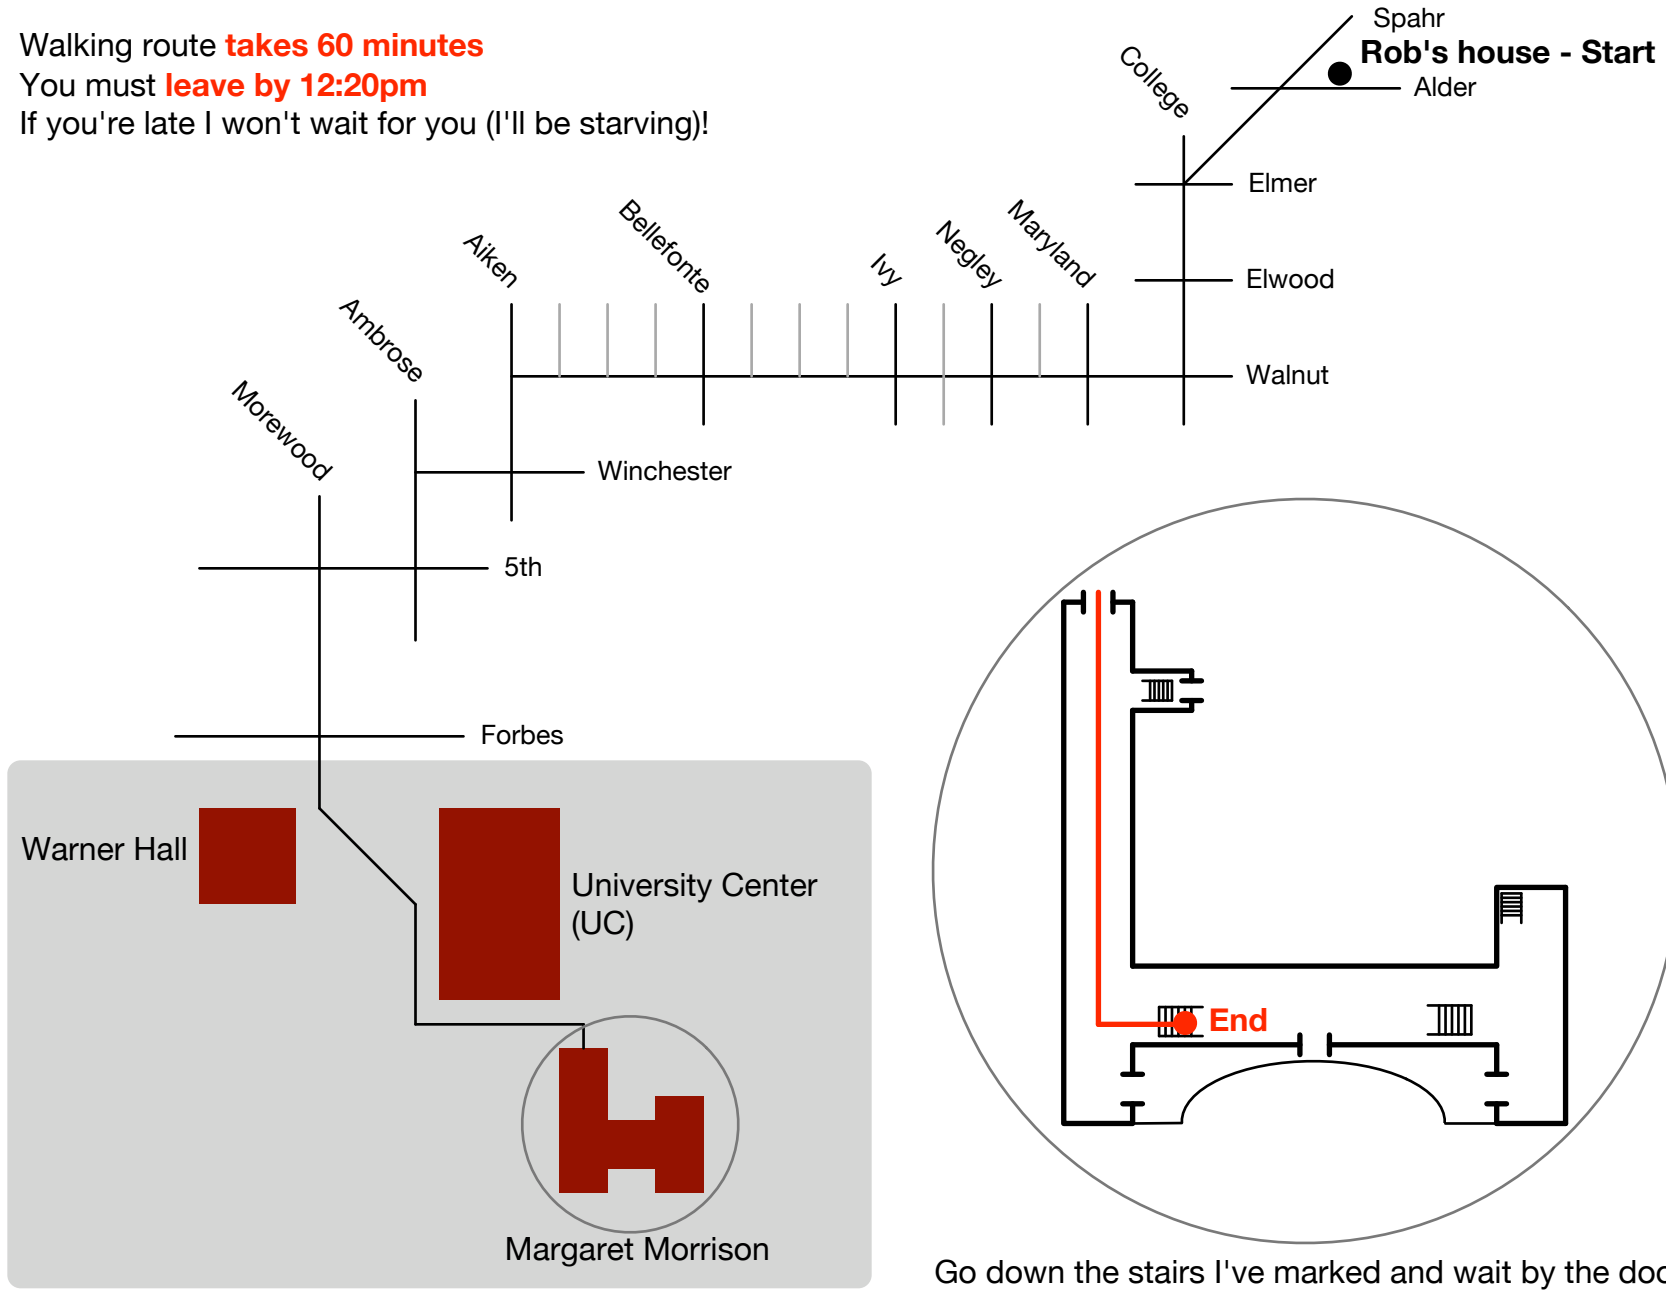 Walking route takes 60 minutes
You must leave by 12:20pm
If you're late I won't wait for you (I'll be starving)!
Spahr
Rob's house - Start
Alder
College
Elmer
Elwood
Walnut
Maryland
Negley
Ivy
Bellefonte
Aiken
Ambrose
Morewood
Winchester
5th
Forbes
Warner Hall
University Center
(UC)
Margaret Morrison
End
Go down the stairs I've marked and wait by the